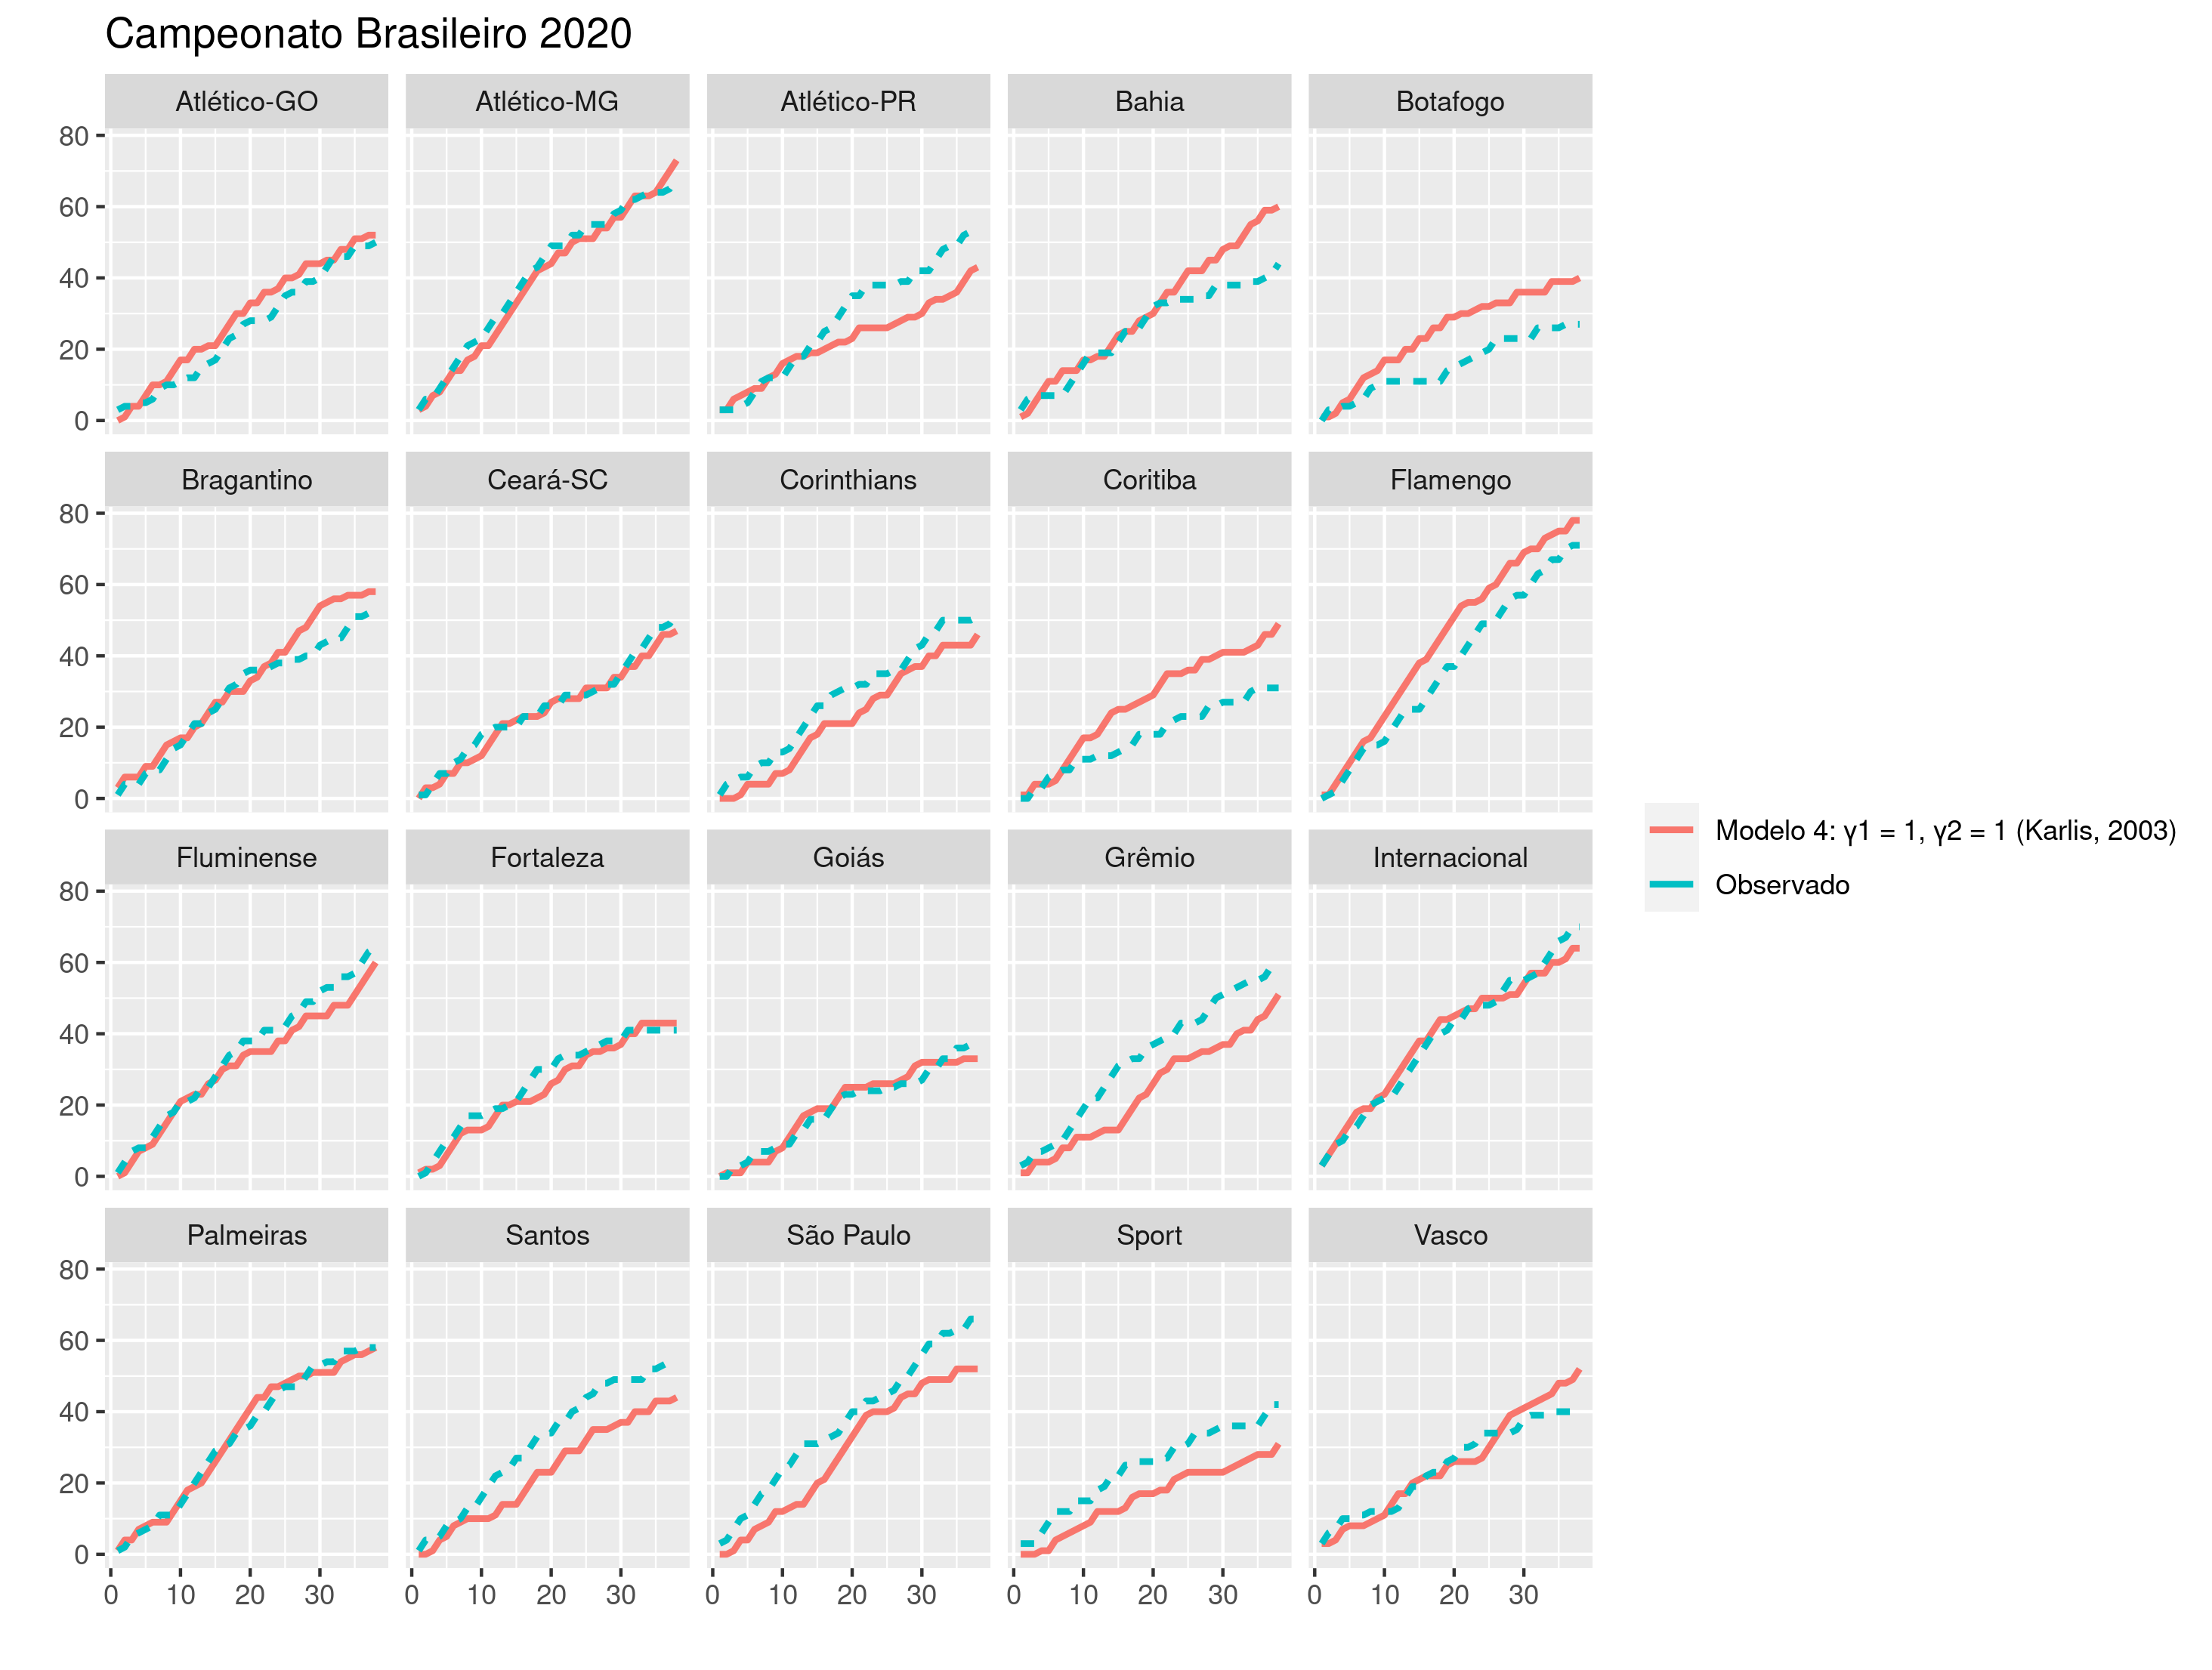 Campeonato Brasileiro 2020
Atlético-GO Atlético-MG Atlético-PR Bahia Botafogo
80
60
40
20
0
Bragantino Ceará-SC Corinthians Coritiba Flamengo
80
60
40
20
0
Fluminense Fortaleza Goiás Grêmio Internacional
80
60
40
20
0
Palmeiras Santos São Paulo Sport Vasco
80
60
40
20
0
0 10 20 30 0 10 20 30 0 10 20 30 0 10 20 30 0 10 20 30
Modelo 4: γ1 = 1, γ2 = 1 (Karlis, 2003)
Observado